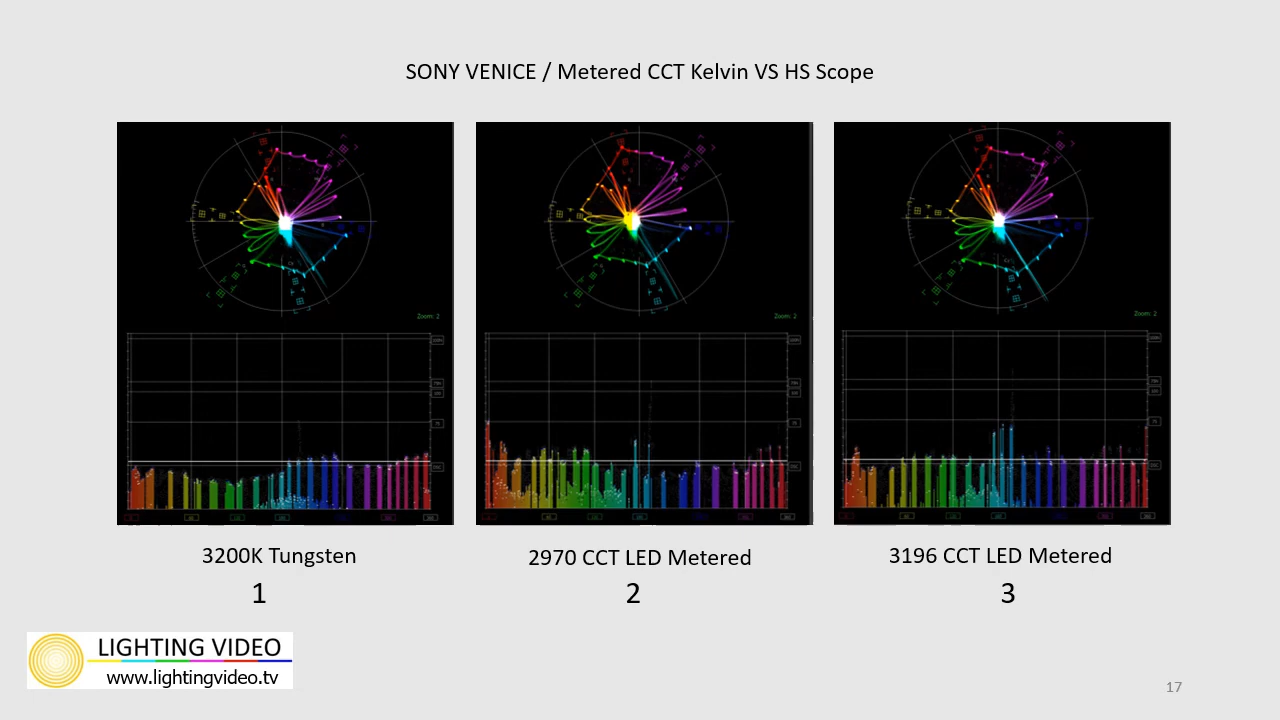 SONY VENICE / Metered CCT Kelvin VS HS Scope
Zoom: 2
Zoom: 2
Zoom: 2
3200K Tungsten
2970 CCT LED Metered
3196 CCT LED Metered
1
2
3
LIGHTING VIDEO
www.lightingvideo.tv
17